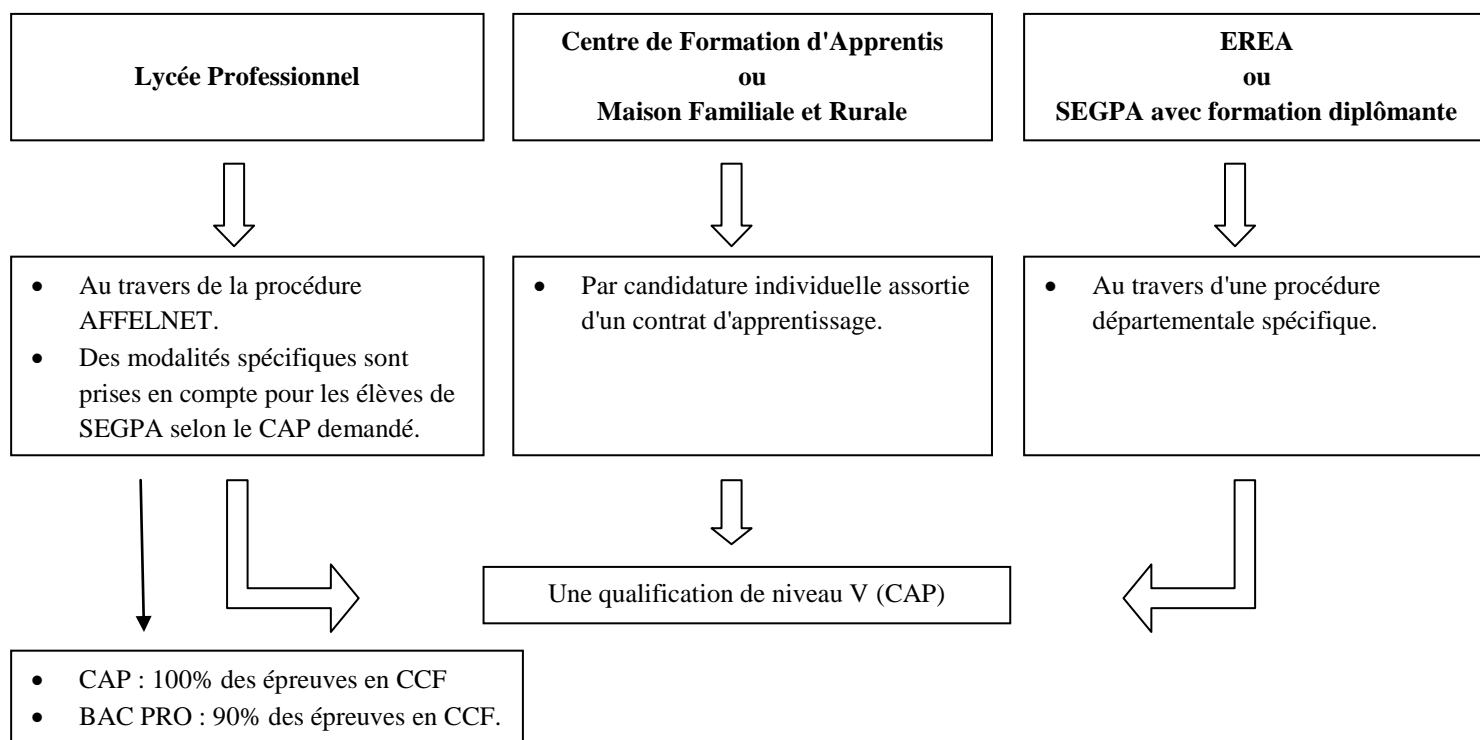 Lycée Professionnel
Centre de Formation d'Apprentis
ou
Maison Familiale et Rurale
EREA
ou
SEGPA avec formation diplômante
• Au travers de la procédure
AFFELNET.
• Des modalités spécifiques sont
prises en compte pour les élèves de
SEGPA selon le CAP demandé.
• Par candidature individuelle assortie
d'un contrat d'apprentissage.
• Au travers d'une procédure
départementale spécifique.
Une qualification de niveau V (CAP)
• CAP : 100% des épreuves en CCF
• BAC PRO : 90% des épreuves en CCF.